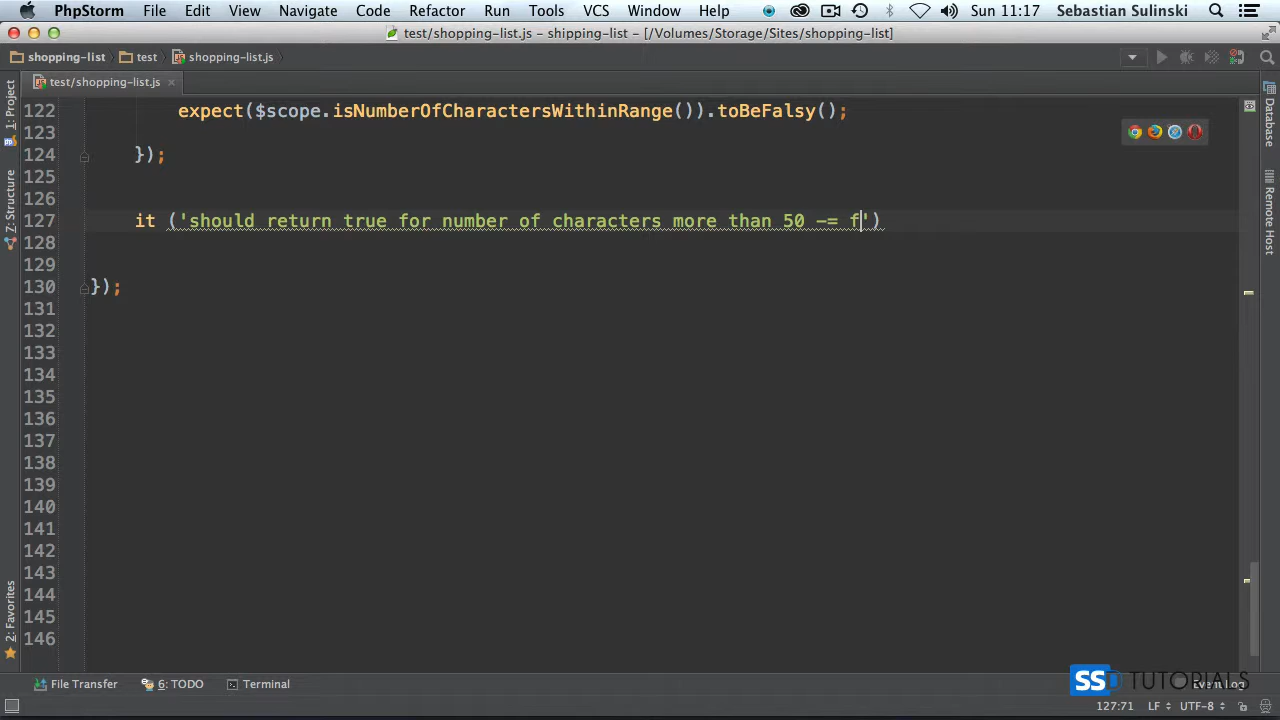 PhpStorm File Edit View Navigate Code Refactor Run Tools VCS Window Help Sun 11:17 Sebastian Sulinski
test/shopping-list.js - shipping-list - [/Volumes/Storage/Sites/shopping-list]
shopping-list test shopping-list.js
test/shopping-list.js
1: Project
Z: Structure
2: Favorites
Database
Remote Host
122 expect($scope.isNumberOfCharactersWithinRange()).toBeFalsy();
123
124 });
125
126
127 it ('should return true for number of characters more than 50 -= f')
128
129
130 });
131
132
133
134
135
136
137
138
139
140
141
142
143
144
145
146
File Transfer 6: TODO Terminal Event Log
SSD TUTORIALS
127:71 LF UTF-8